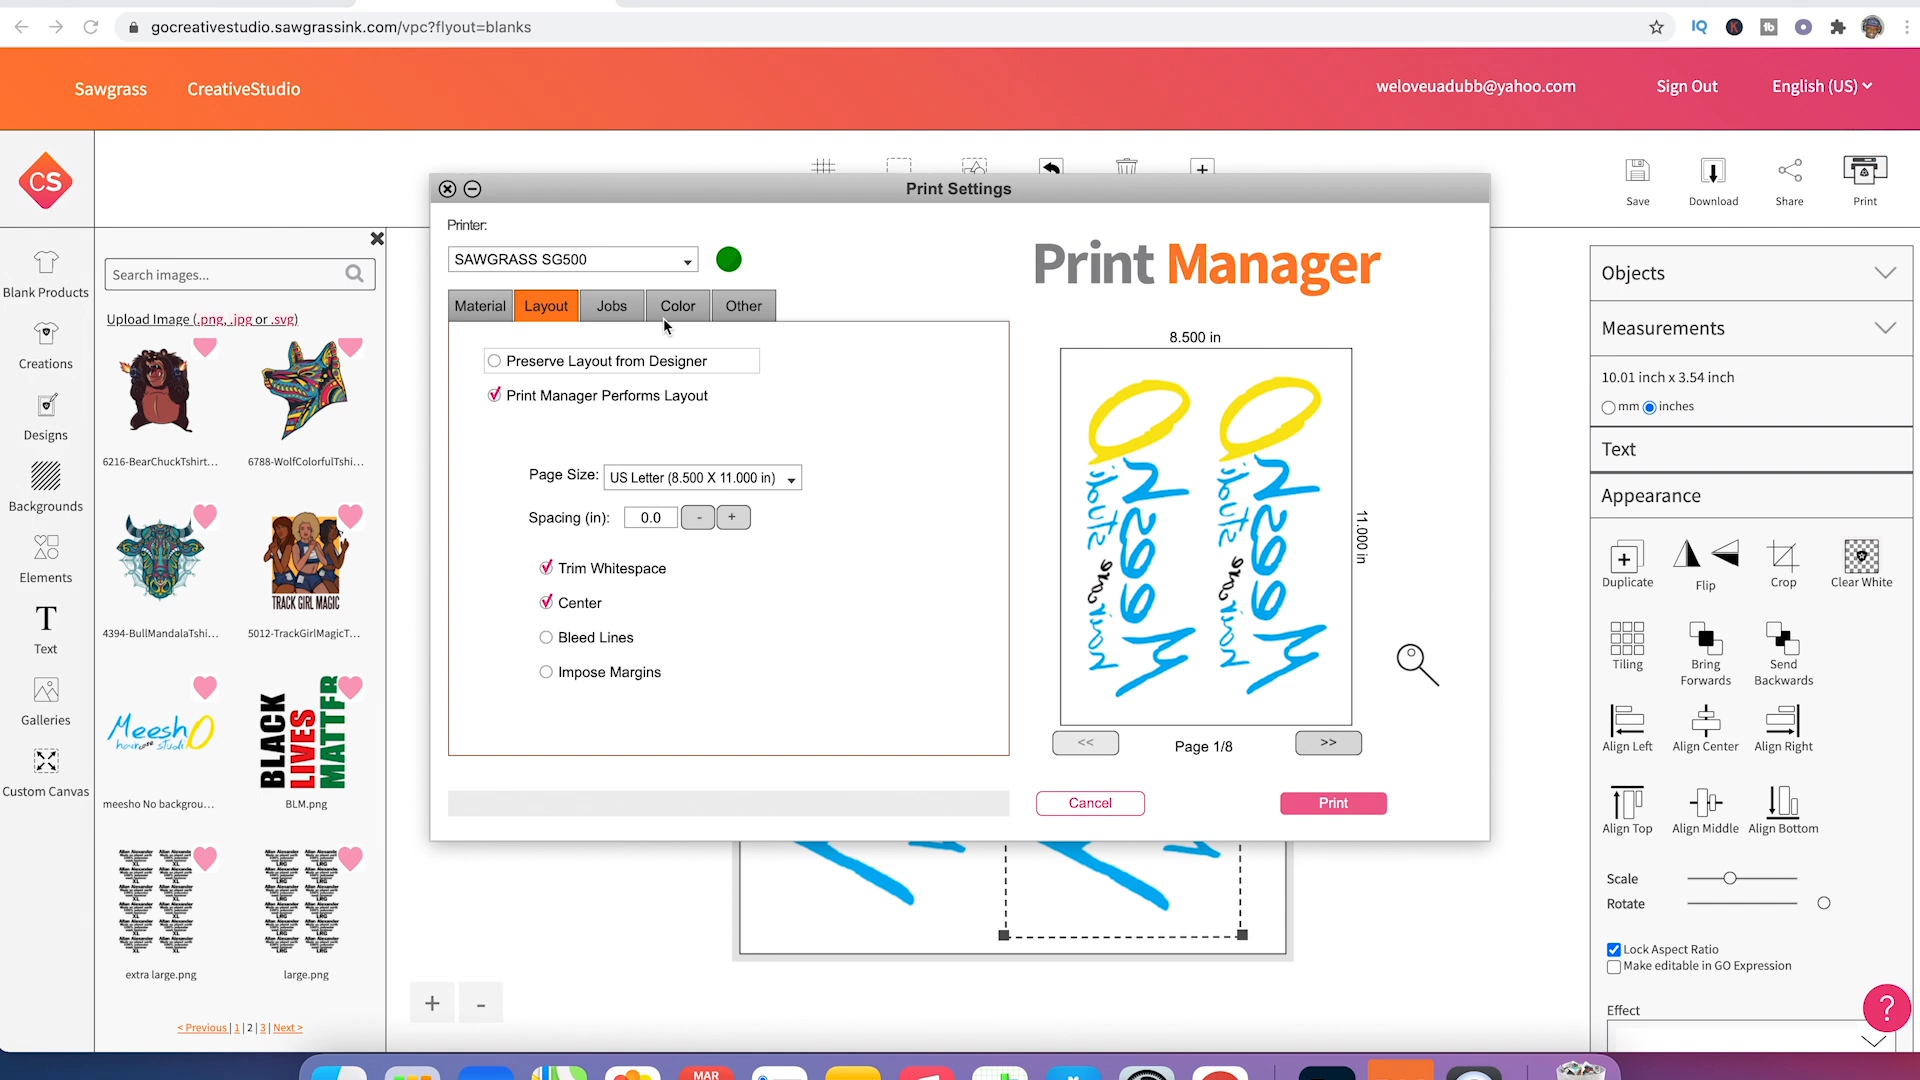 gocreativestudio.sawgrassink.com/vpc?flyout=blanks
Sawgrass
CreativeStudio
weloveuadubb@yahoo.com
Sign Out
English (US)
CS
Save
Download
Share
Print
Blank Products
Creations
Designs
Backgrounds
Elements
T
Text
Galleries
Custom Canvas
Search images...
Upload Image (.png, .jpg or .svg)
6216-BearChuckTshirt...
6788-WolfColorfulTshi...
TRACK GIRL MAGIC
4394-BullMandalaTshi...
5012-TrackGirlMagicT...
MeeshO
haircare studio
BLACK
LIVES
MATTER
meesho No backgrou...
BLM.png
extra large.png
large.png
< Previous | 1 | 2 | 3 | Next >
Print Settings
Printer:
SAWGRASS SG500
Material
Layout
Jobs
Color
Other
Preserve Layout from Designer
Print Manager Performs Layout
Page Size: US Letter (8.500 X 11.000 in)
Spacing (in): 0.0 - +
Trim Whitespace
Center
Bleed Lines
Impose Margins
Print Manager
8.500 in
11.000 in
<< Page 1/8 >>
Cancel
Print
+ -
Objects
Measurements
10.01 inch x 3.54 inch
mm inches
Text
Appearance
Duplicate
Flip
Crop
Clear White
Tiling
Bring Forwards
Send Backwards
Align Left
Align Center
Align Right
Align Top
Align Middle
Align Bottom
Scale
Rotate
Lock Aspect Ratio
Make editable in GO Expression
Effect
?
MAR